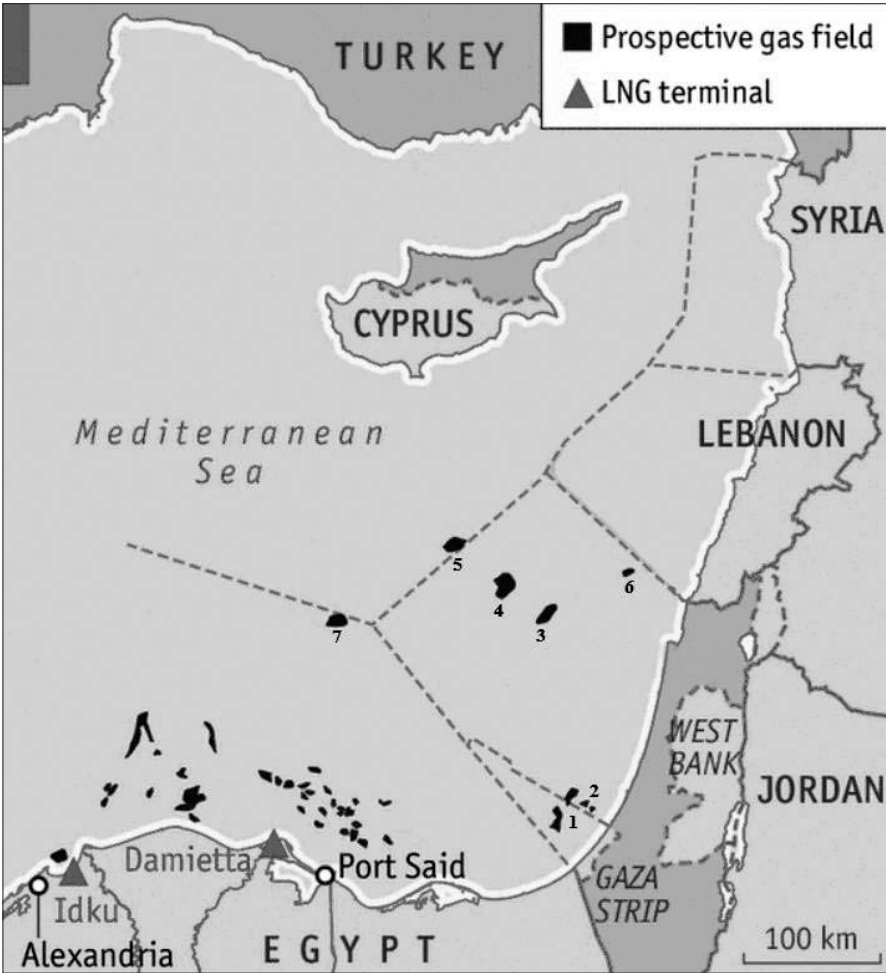 TURKEY
Prospective gas field
LNG terminal
SYRIA
CYPRUS
Mediterranean
Sea
LEBANON
5
6
4
3
7
WEST
BANK
JORDAN
2
1
Damietta
Port Said
GAZA
STRIP
Idku
Alexandria
EGYPT
100 km